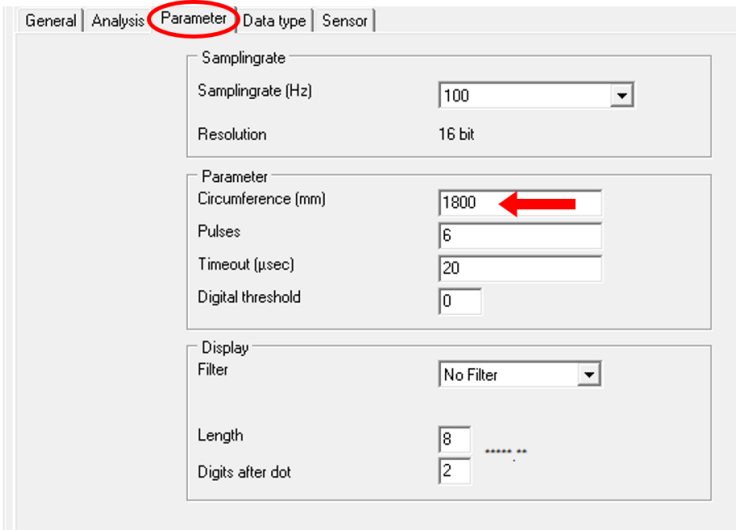 General Analysis Parameter Data type Sensor
Samplingrate
Samplingrate (Hz) 100
Resolution 16 bit
Parameter
Circumference (mm) 1800
Pulses 6
Timeout (µsec) 20
Digital threshold 0
Display
Filter No Filter
Length 8
*****.**
Digits after dot 2